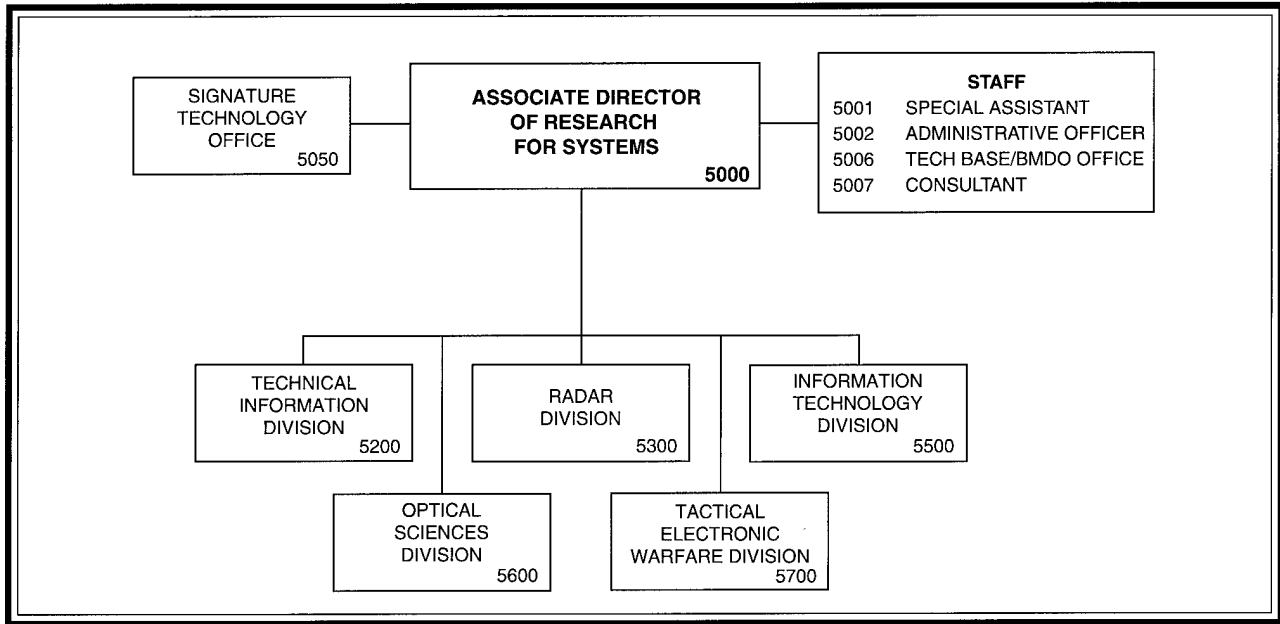 SIGNATURE
TECHNOLOGY
OFFICE
5050
ASSOCIATE DIRECTOR
OF RESEARCH
FOR SYSTEMS
5000
STAFF
5001 SPECIAL ASSISTANT
5002 ADMINISTRATIVE OFFICER
5006 TECH BASE/BMDO OFFICE
5007 CONSULTANT
TECHNICAL
INFORMATION
DIVISION
5200
RADAR
DIVISION
5300
INFORMATION
TECHNOLOGY
DIVISION
5500
OPTICAL
SCIENCES
DIVISION
5600
TACTICAL
ELECTRONIC
WARFARE DIVISION
5700